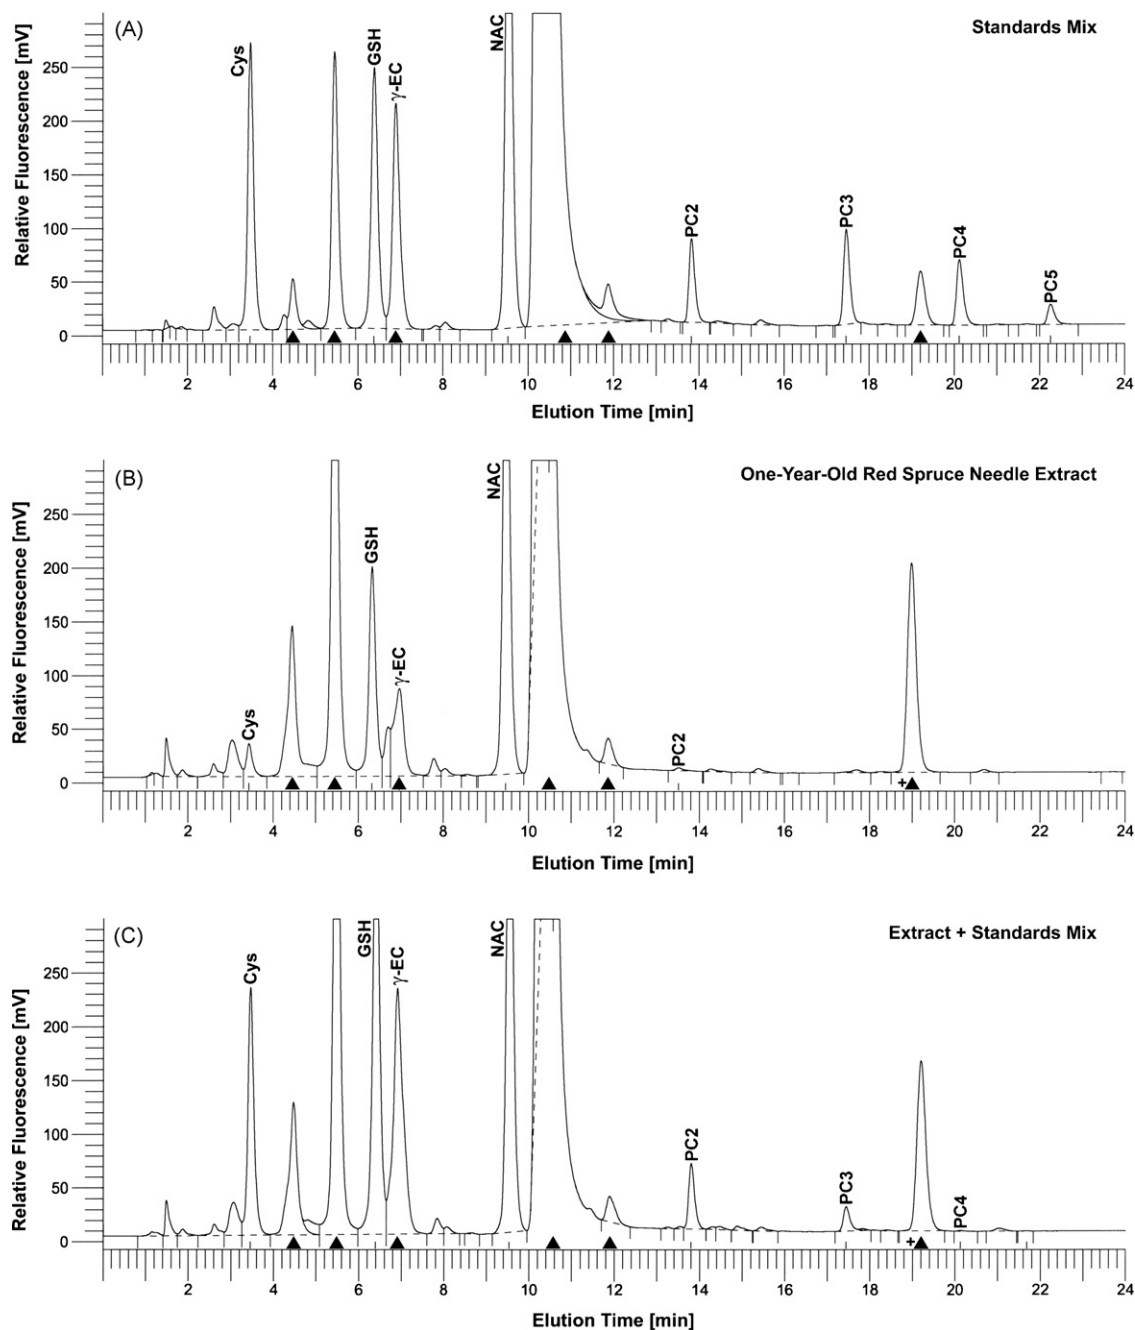 (A)
Standards Mix
Relative Fluorescence [mV]
250
200
150
100
50
0
Cys
GSH
γ-EC
NAC
PC2
PC3
PC4
PC5
2 4 6 8 10 12 14 16 18 20 22 24
Elution Time [min]
(B)
One-Year-Old Red Spruce Needle Extract
Relative Fluorescence [mV]
250
200
150
100
50
0
Cys
GSH
γ-EC
NAC
PC2
+
2 4 6 8 10 12 14 16 18 20 22 24
Elution Time [min]
(C)
Extract + Standards Mix
Relative Fluorescence [mV]
250
200
150
100
50
0
Cys
GSH
γ-EC
NAC
PC2
PC3
PC4
+
2 4 6 8 10 12 14 16 18 20 22 24
Elution Time [min]